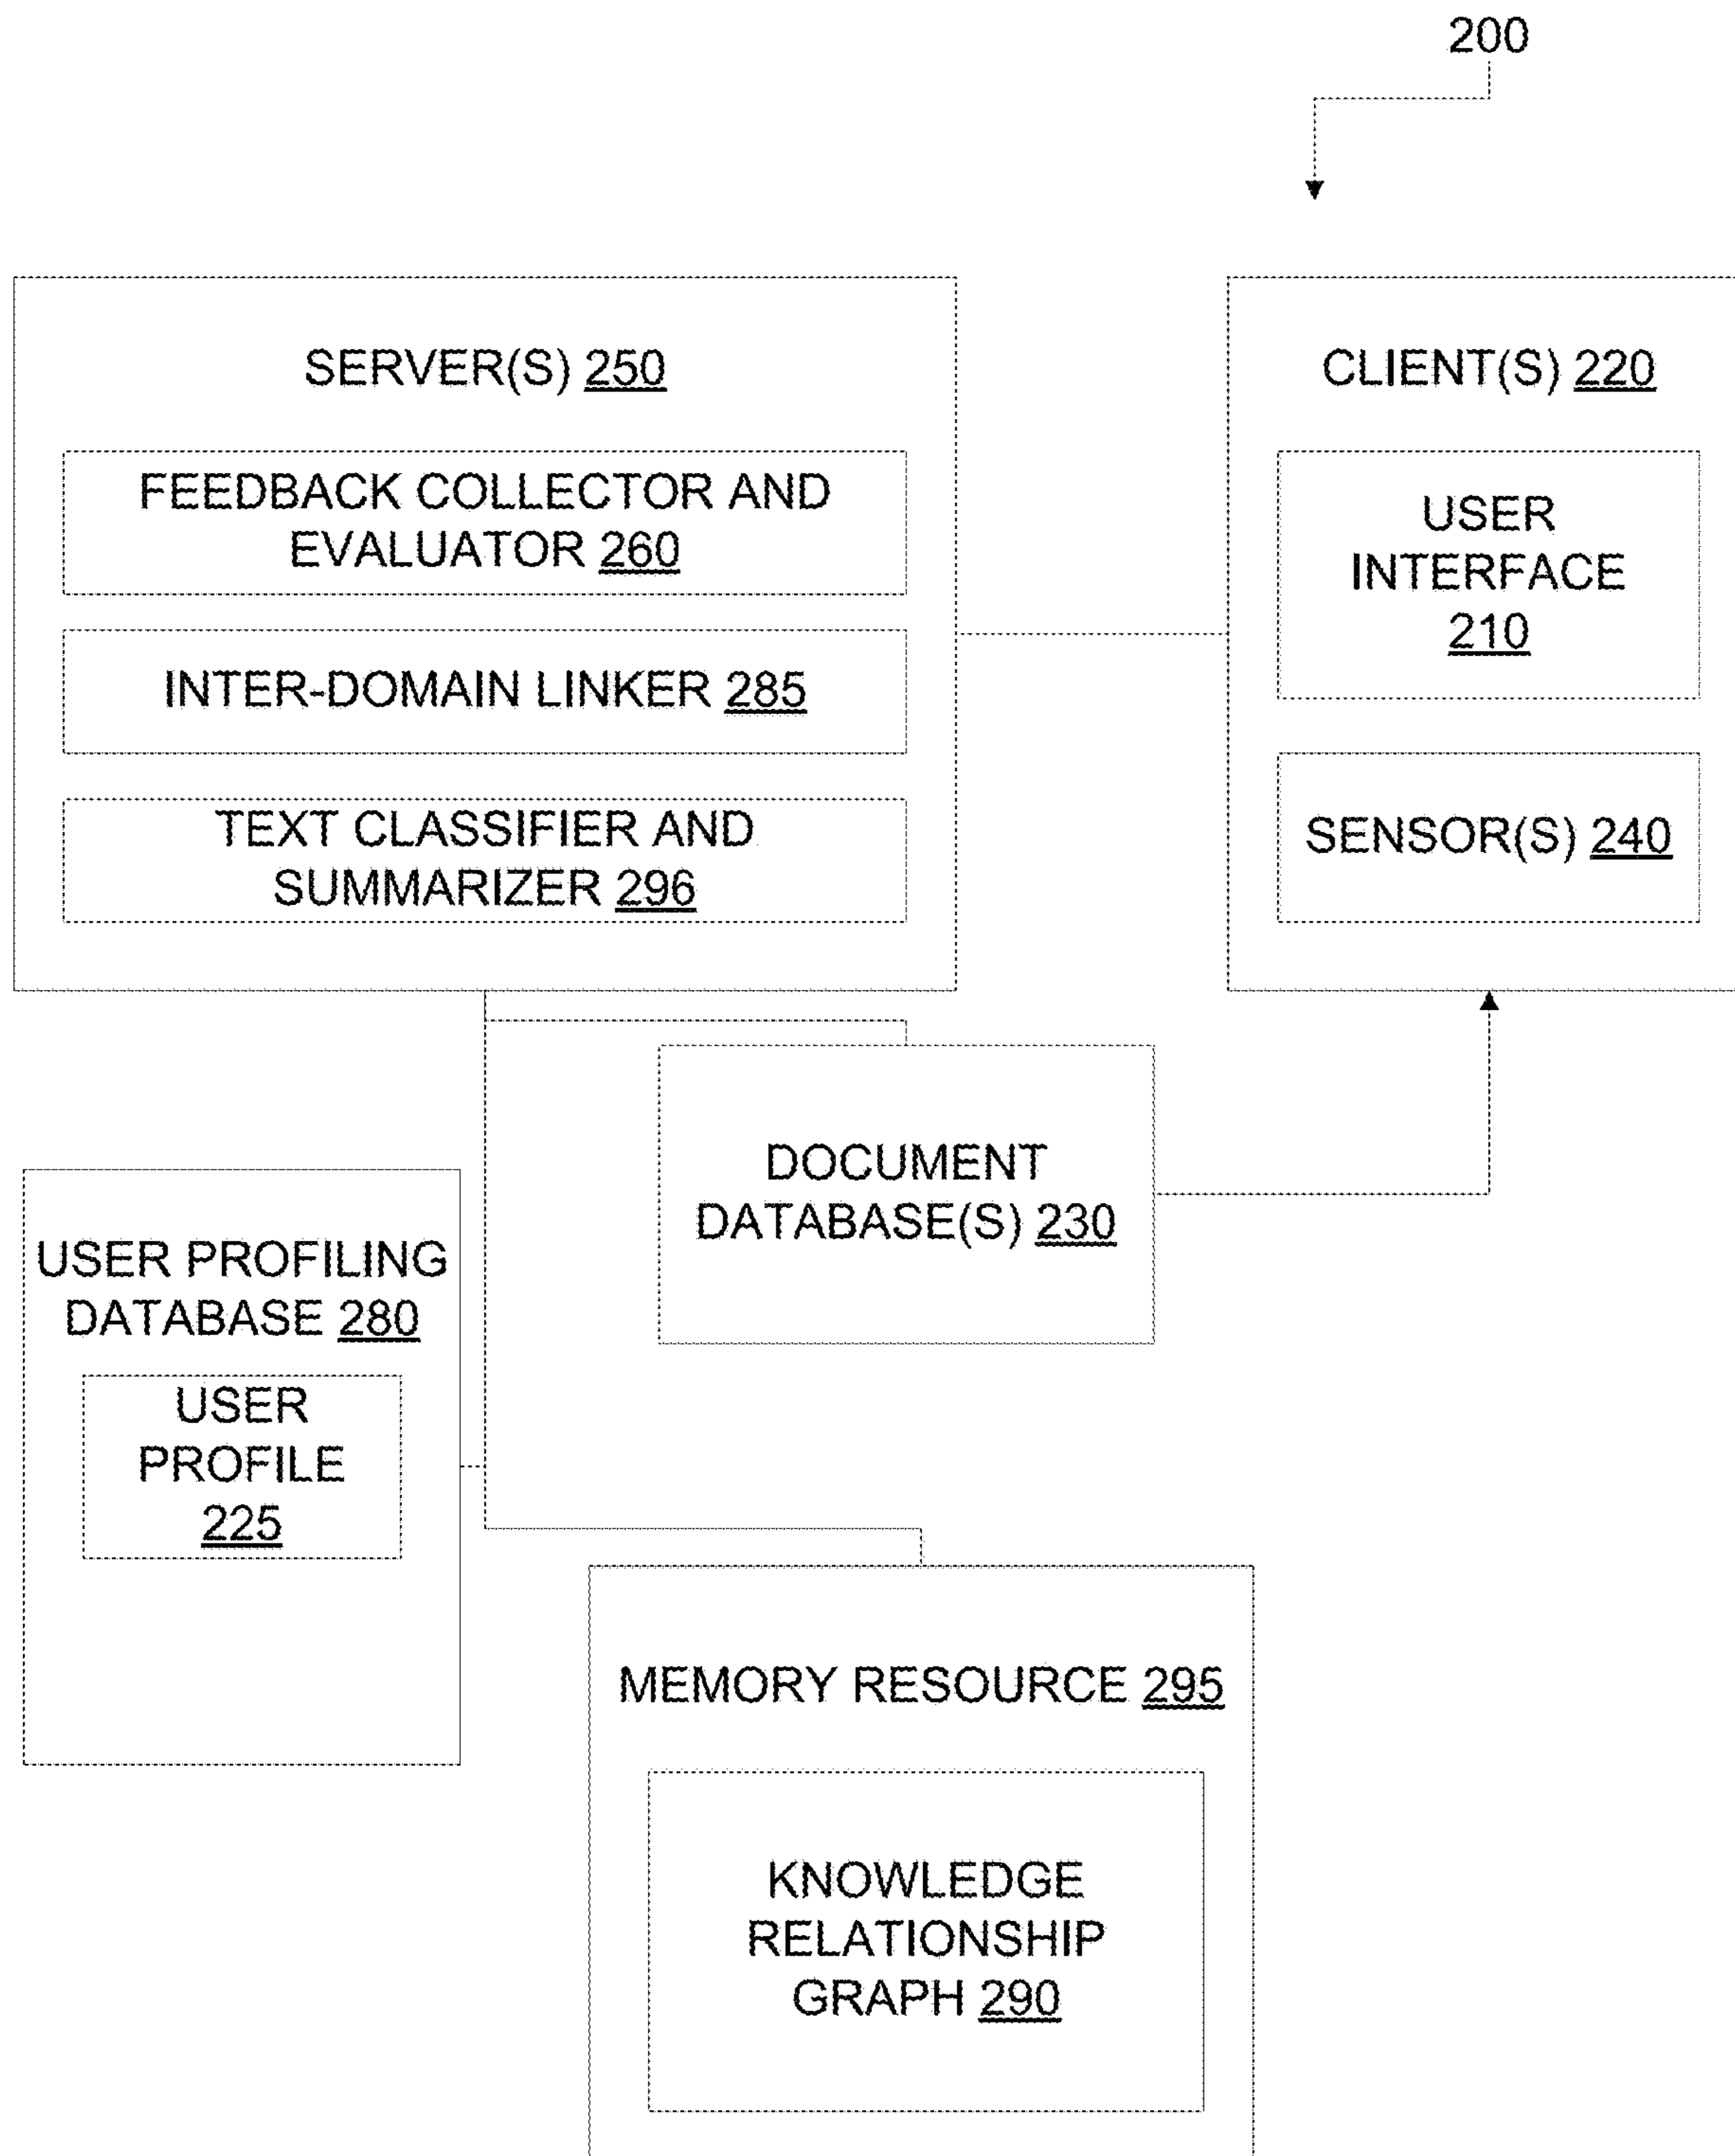 200
SERVER(S) 250
FEEDBACK COLLECTOR AND
EVALUATOR 260
INTER-DOMAIN LINKER 285
TEXT CLASSIFIER AND
SUMMARIZER 296
CLIENT(S) 220
USER
INTERFACE
210
SENSOR(S) 240
DOCUMENT
DATABASE(S) 230
USER PROFILING
DATABASE 280
USER
PROFILE
225
MEMORY RESOURCE 295
KNOWLEDGE
RELATIONSHIP
GRAPH 290